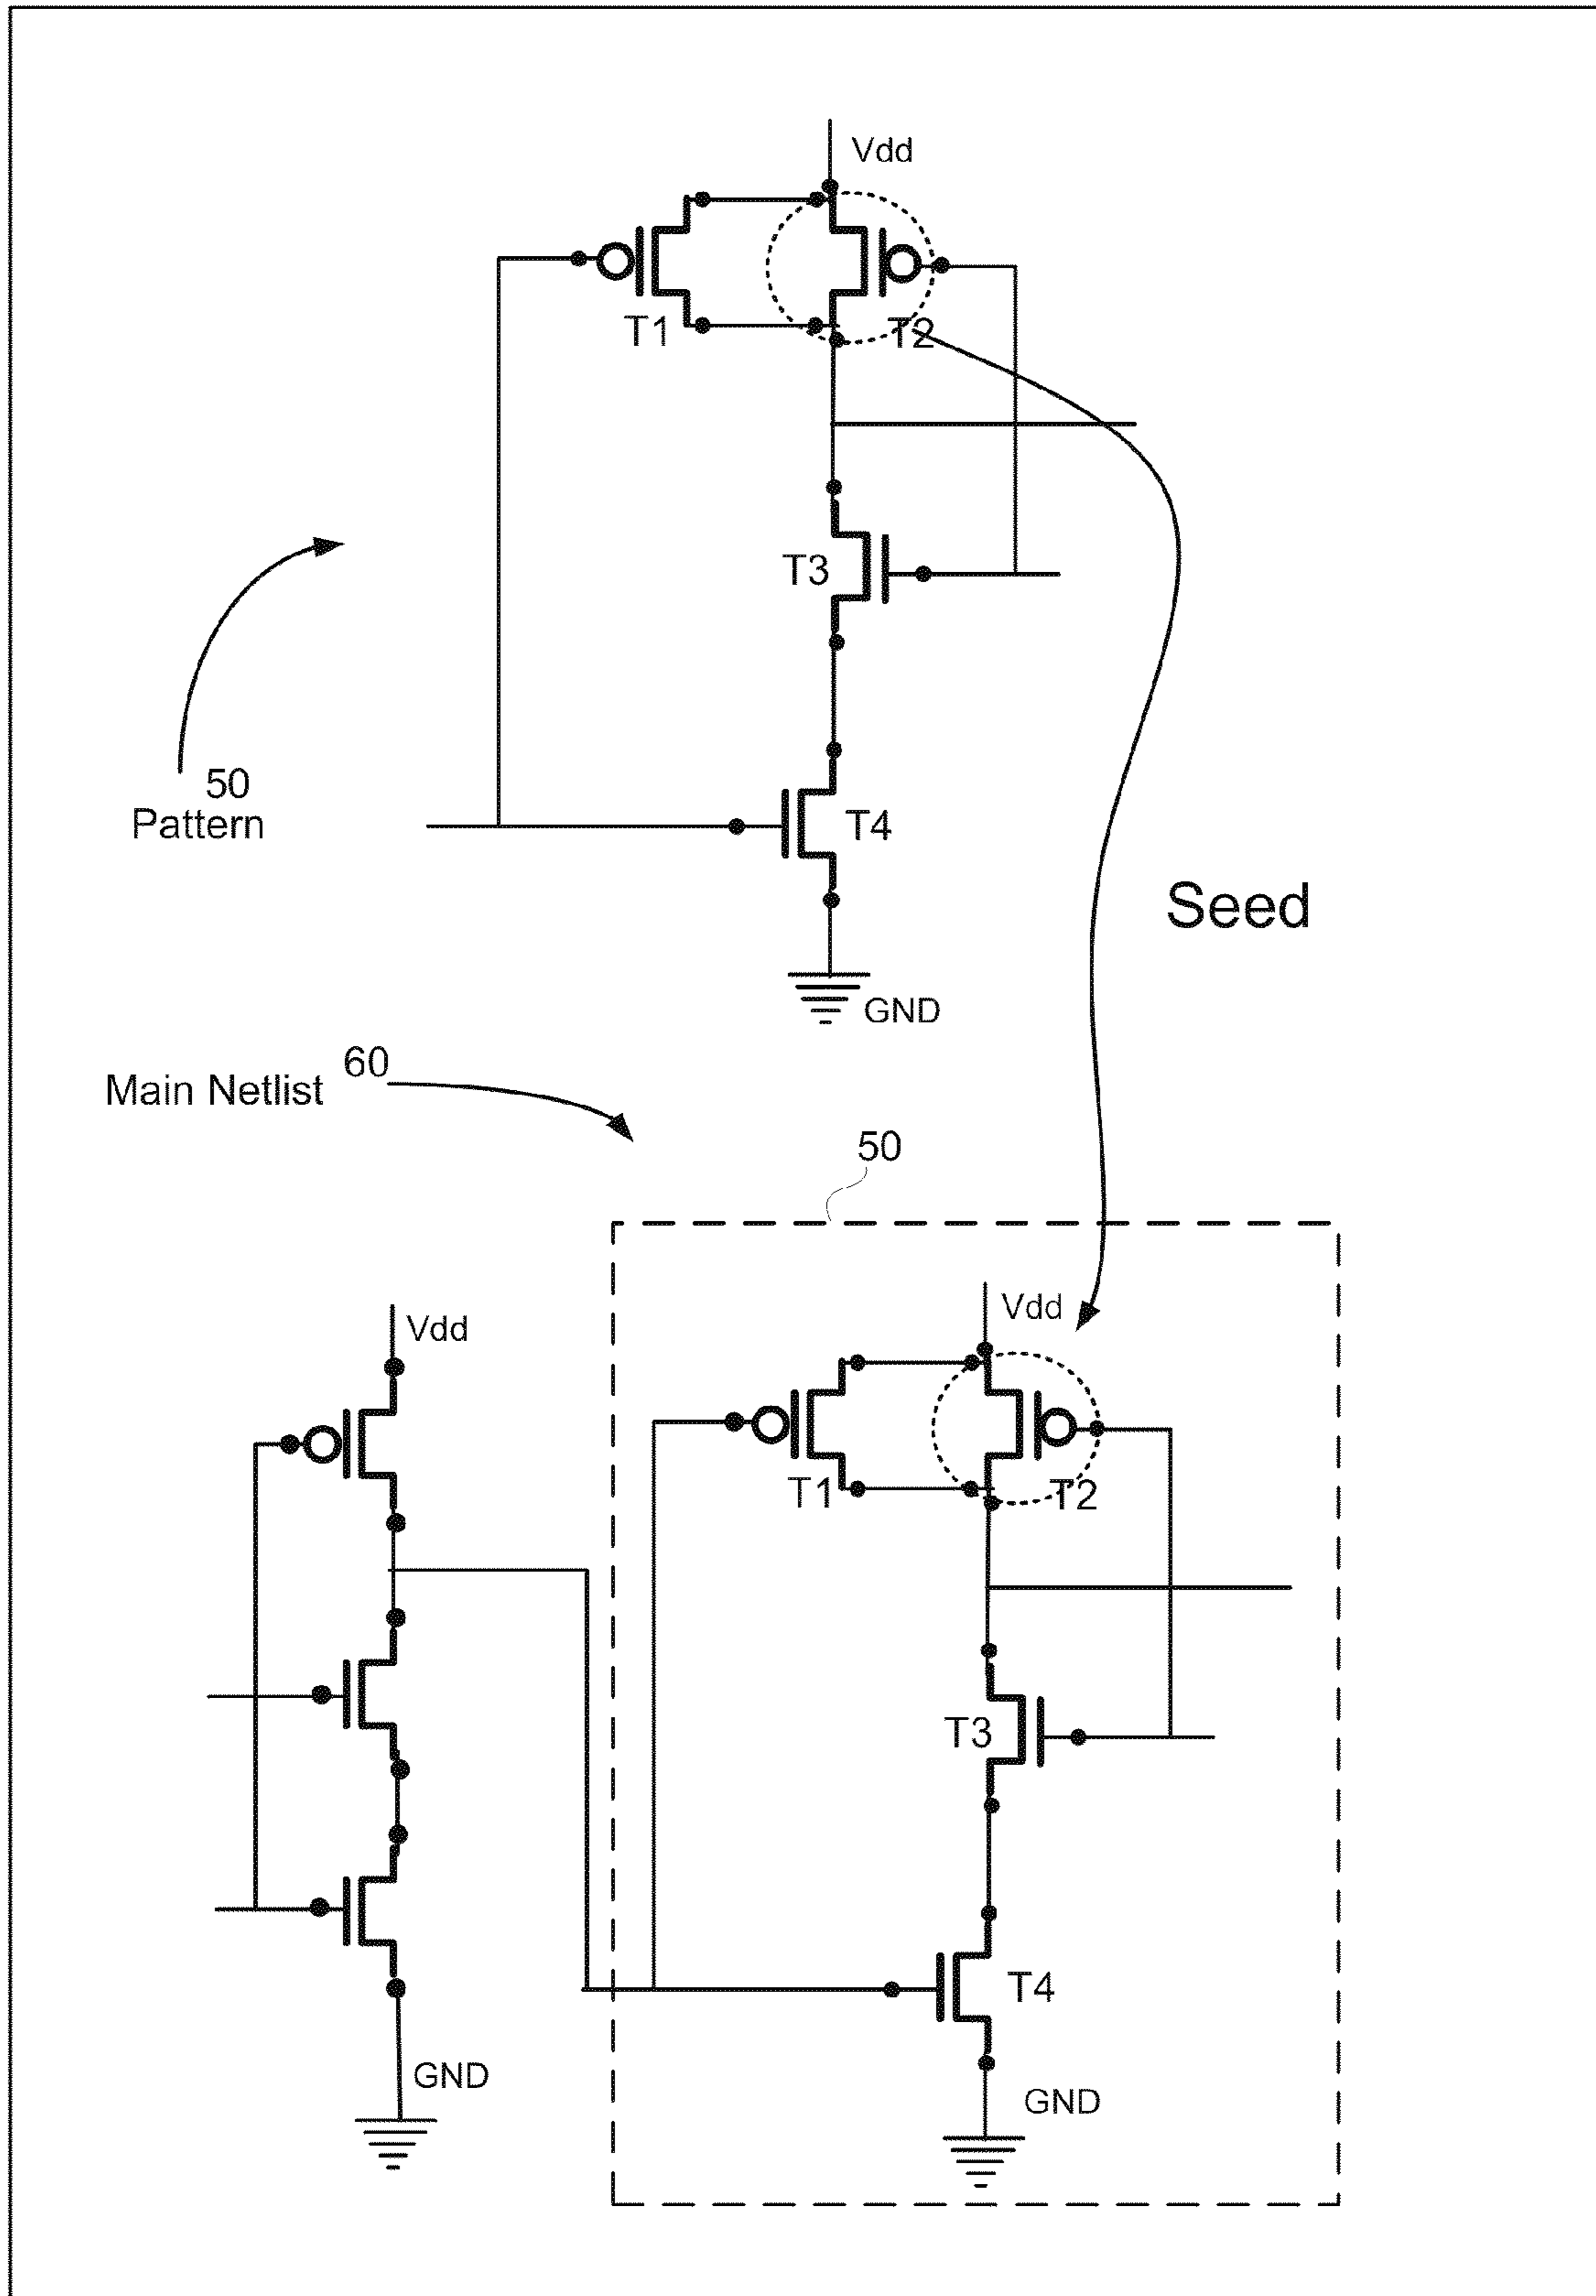 Vdd
T1
T2
T3
50
Pattern
T4
Seed
GND
60
Main Netlist
50
Vdd
Vdd
T1
T2
T3
T4
GND
GND